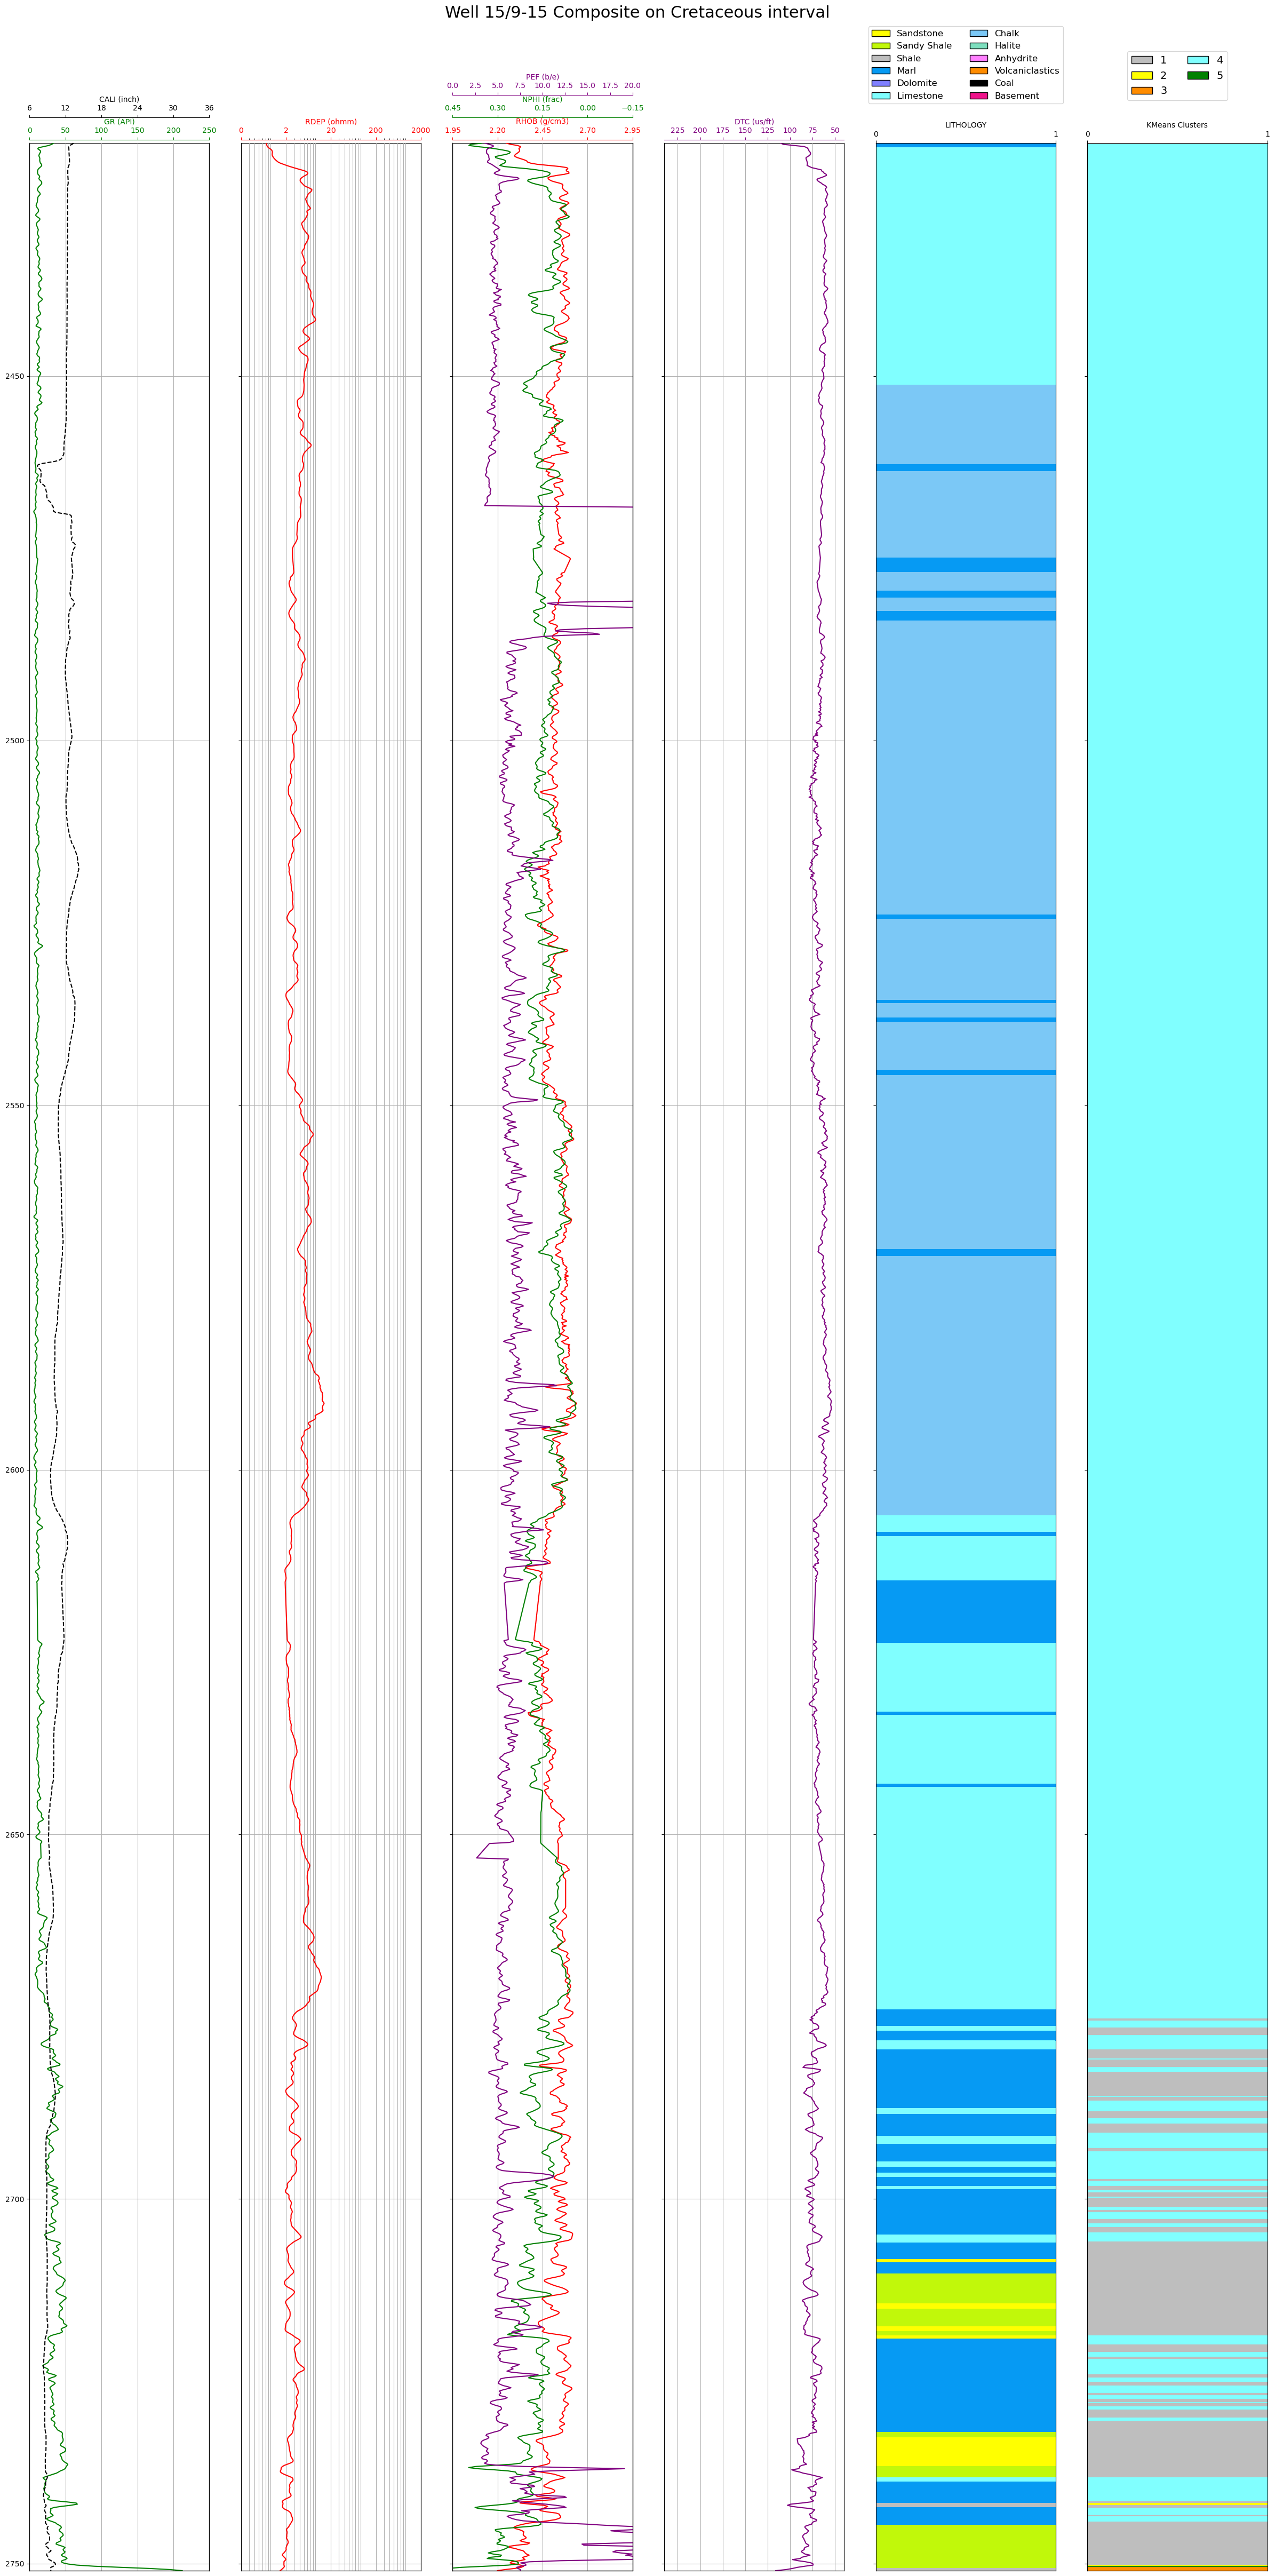 Well 15/9-15 Composite on Cretaceous interval
Sandstone Chalk
Sandy Shale Halite
Shale Anhydrite
Marl Volcaniclastics
Dolomite Coal
Limestone Basement
1 4
2 5
3
PEF (b/e)
0.0 2.5 5.0 7.5 10.0 12.5 15.0 17.5 20.0
CALI (inch) NPHI (frac)
6 12 18 24 30 36 0.45 0.30 0.15 0.00 −0.15
GR (API) RDEP (ohmm) RHOB (g/cm3) DTC (us/ft) LITHOLOGY KMeans Clusters
0 50 100 150 200 250 0 2 20 200 2000 1.95 2.20 2.45 2.70 2.95 225 200 175 150 125 100 75 50 0 1 0 1
2450
2500
2550
2600
2650
2700
2750